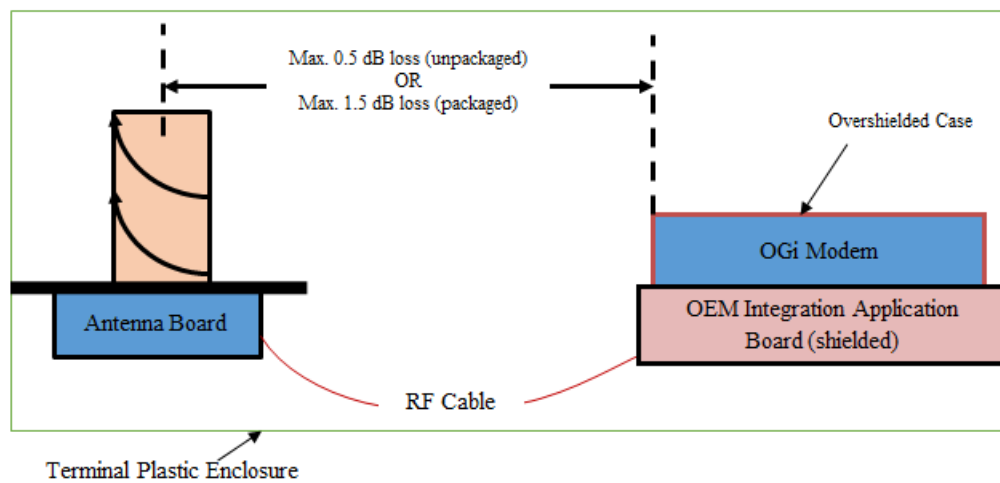 Max. 0.5 dB loss (unpackaged)
OR
Max. 1.5 dB loss (packaged)
Overshielded Case
OGi Modem
Antenna Board
OEM Integration Application
Board (shielded)
RF Cable
Terminal Plastic Enclosure